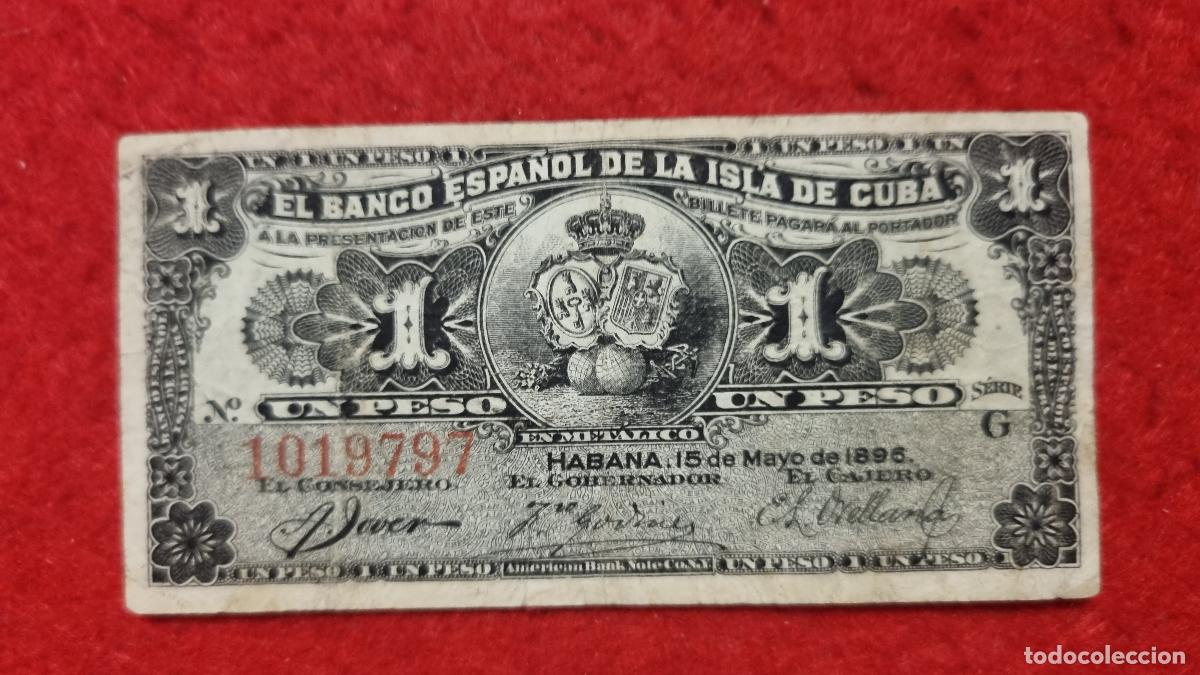 UN 1 UN PESO 1
1 UN PESO 1 UN
EL BANCO ESPAÑOL DE LA ISLA DE CUBA
A LA PRESENTACION DE ESTE BILLETE PAGARÁ AL PORTADOR
1 1
1 1
Nº UN PESO UN PESO SÉRIE
G
EN METÁLICO
1019797
HABANA, 15 de Mayo de 1896.
EL CONSEJERO. EL GOBERNADOR EL CAJERO
UN PESO 1 UN PESO American Bank Note Co. N.Y. UN PESO 1 UN PESO 1
todocoleccion